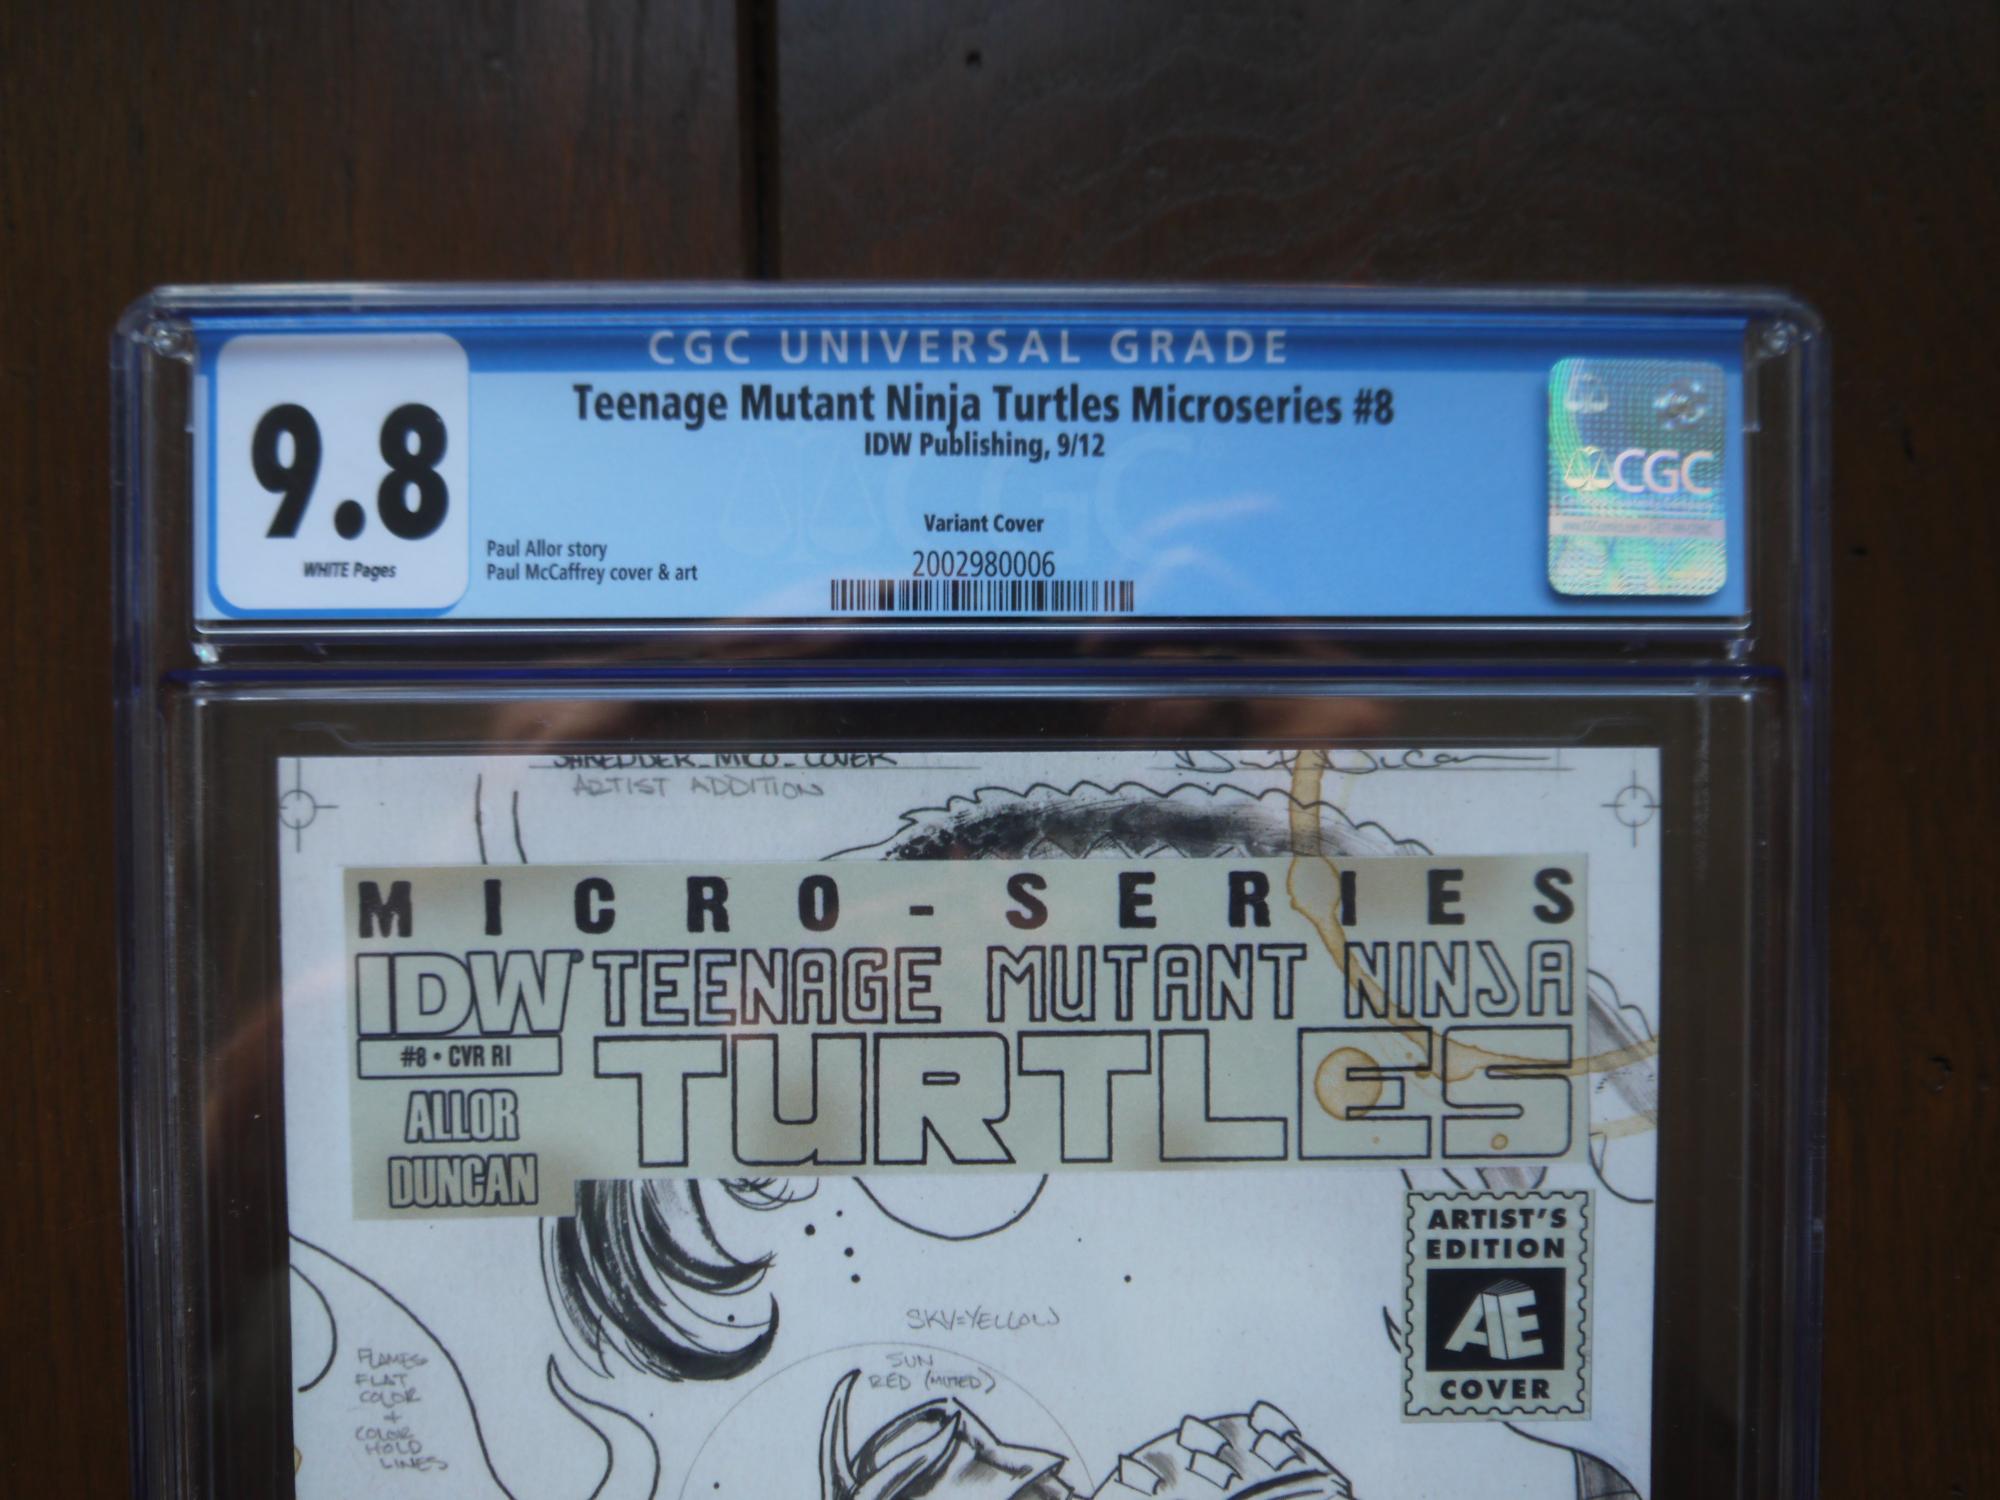 CGC UNIVERSAL GRADE
9.8
WHITE Pages
Teenage Mutant Ninja Turtles Microseries #8
IDW Publishing, 9/12
Variant Cover
Paul Allor story
Paul McCaffrey cover & art
2002980006
CGC
CGC
SHREDDER_MICO_COVER
ARTIST ADDITION
MICRO-SERIES
IDW
TEENAGE MUTANT NINJA
TURTLES
#8 • CVR RI
ALLOR
DUNCAN
ARTIST'S
EDITION
AE
COVER
SKY=YELLOW
SUN
RED (MUTED)
FLAMES
FLAT
COLOR
+
COLOR
HOLD
LINES